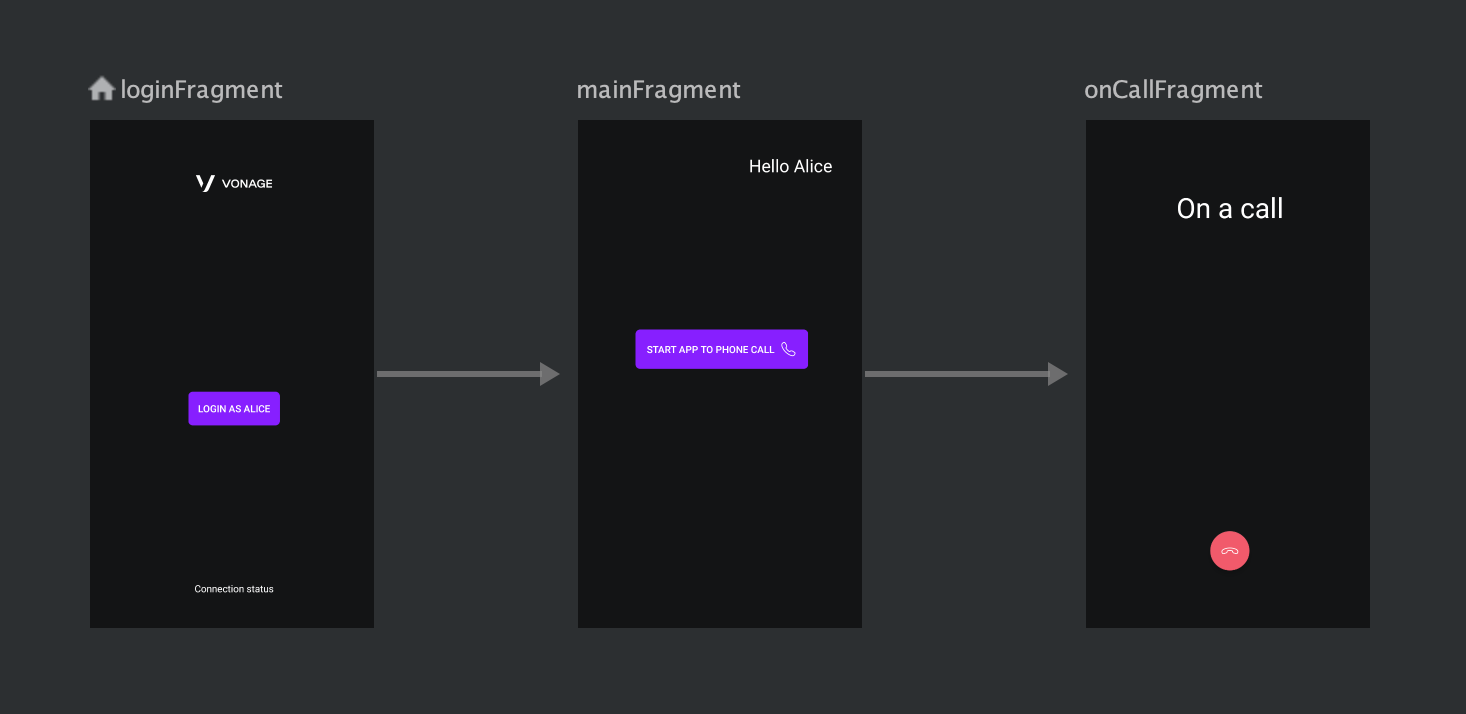 loginFragment
mainFragment
onCallFragment
VONAGE
LOGIN AS ALICE
Connection status
Hello Alice
START APP TO PHONE CALL
On a call